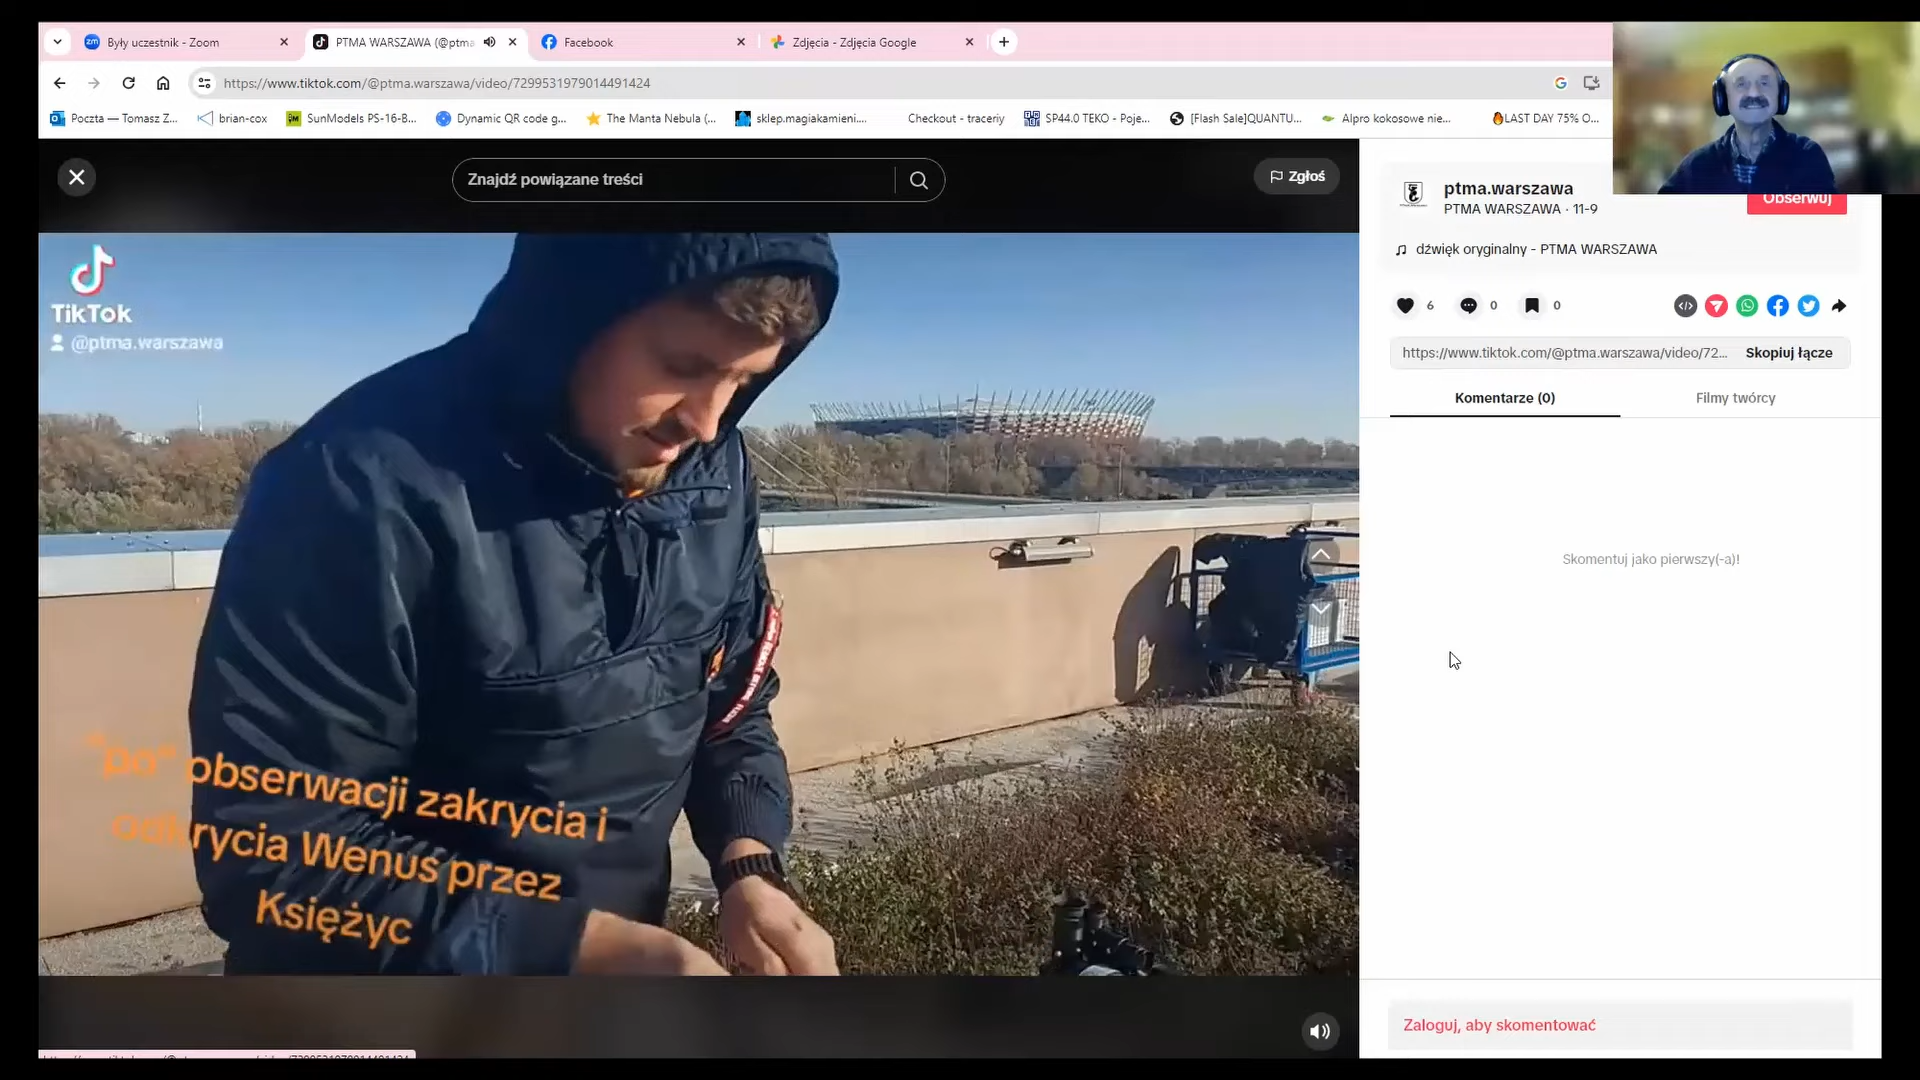 Były uczestnik - Zoom
PTMA WARSZAWA (@ptma
Facebook
Zdjęcia - Zdjęcia Google
https://www.tiktok.com/@ptma.warszawa/video/7299531979014491424
Poczta — Tomasz Z...
brian-cox
SunModels PS-16-B...
Dynamic QR code g...
The Manta Nebula (...
sklep.magiakamieni....
Checkout - traceriy
SP44.0 TEKO - Poje...
[Flash Sale]QUANTU...
Alpro kokosowe nie...
LAST DAY 75% O...
Znajdź powiązane treści
Zgłoś
TikTok
@ptma.warszawa
"po" obserwacji zakrycia i
odkrycia Wenus przez
Księżyc
ptma.warszawa
PTMA WARSZAWA · 11-9
Obserwuj
dźwięk oryginalny - PTMA WARSZAWA
6
0
0
https://www.tiktok.com/@ptma.warszawa/video/72...
Skopiuj łącze
Komentarze (0)
Filmy twórcy
Skomentuj jako pierwszy(-a)!
Zaloguj, aby skomentować